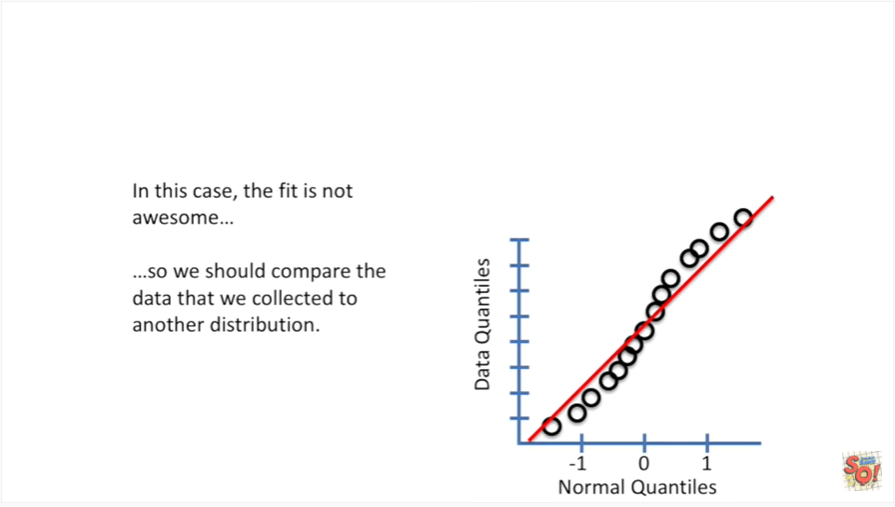 In this case, the fit is not
awesome…
…so we should compare the
data that we collected to
another distribution.
Data Quantiles
-1 0 1
Normal Quantiles
SO!